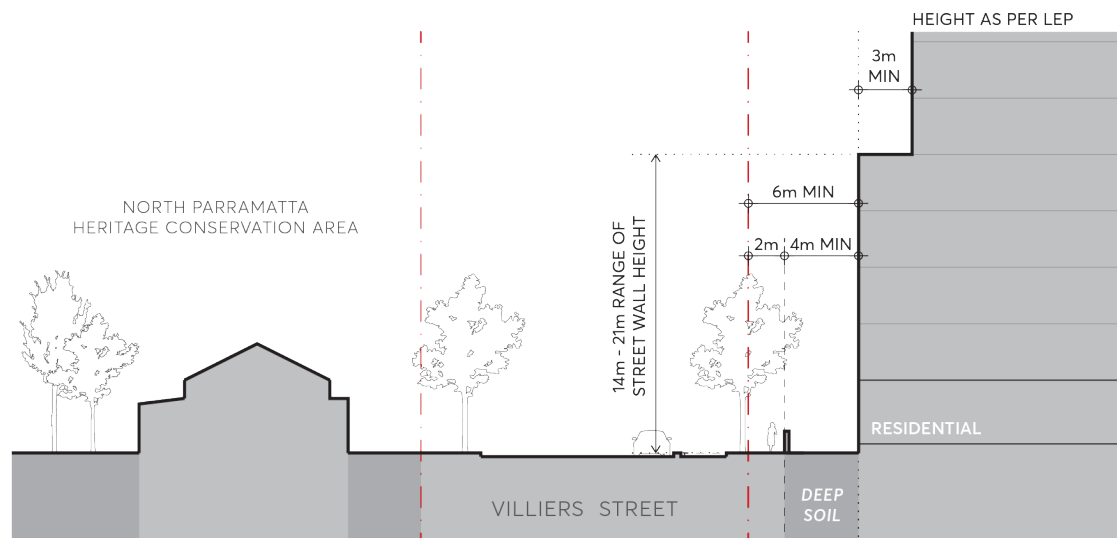 HEIGHT AS PER LEP
3m
MIN
6m MIN
2m
4m MIN
NORTH PARRAMATTA
HERITAGE CONSERVATION AREA
14m - 21m RANGE OF
STREET WALL HEIGHT
RESIDENTIAL
VILLIERS STREET
DEEP
SOIL